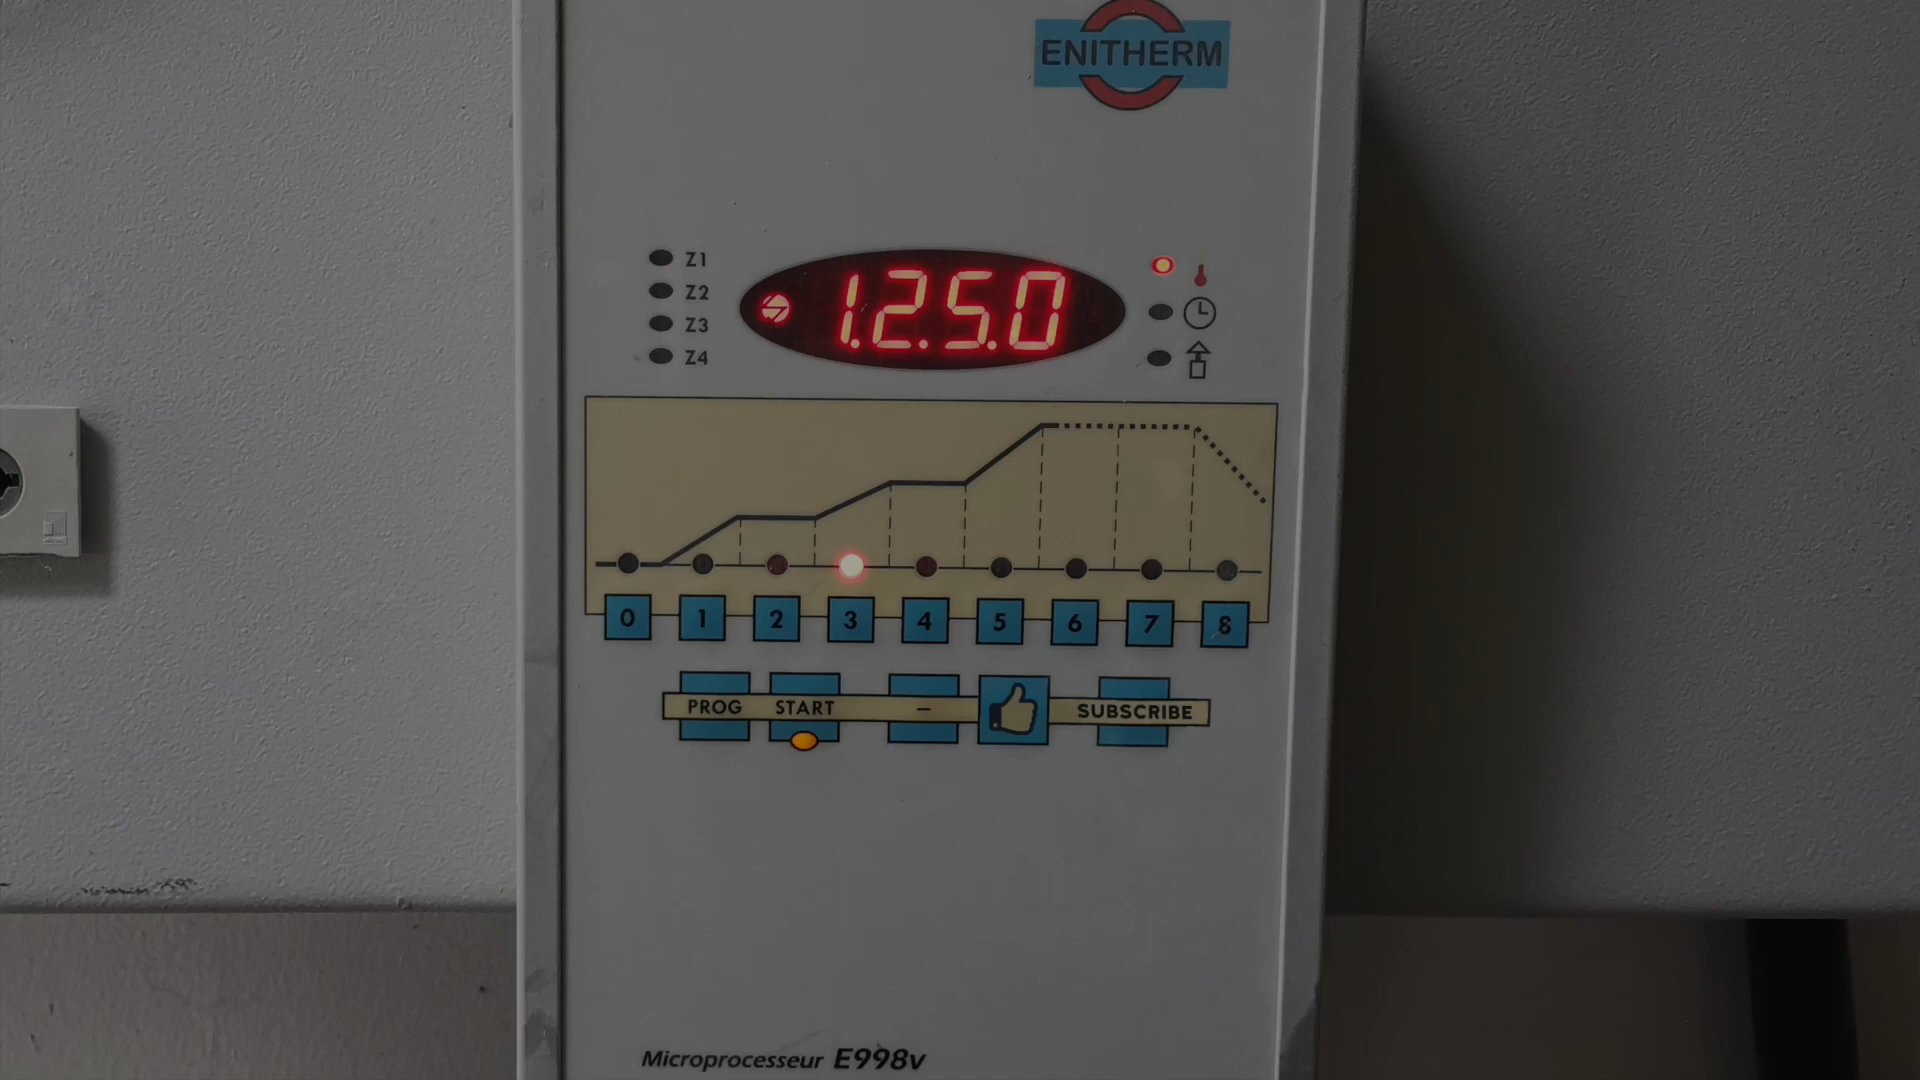 ENITHERM
Z1
Z2
Z3
Z4
1.2.5.0
0 1 2 3 4 5 6 7 8
PROG START – SUBSCRIBE
Microprocesseur E998v